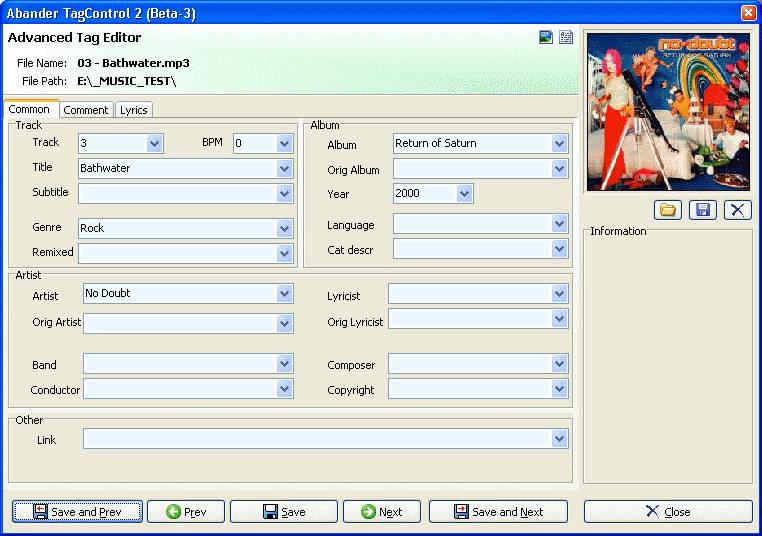 Abander TagControl 2 (Beta-3)
Advanced Tag Editor
File Name: 03 - Bathwater.mp3
File Path: E:\_MUSIC_TEST\
Common Comment Lyrics
Track
Track 3 BPM 0
Title Bathwater
Subtitle
Genre Rock
Remixed
Album
Album Return of Saturn
Orig Album
Year 2000
Language
Cat descr
Artist
Artist No Doubt
Orig Artist
Band
Conductor
Lyricist
Orig Lyricist
Composer
Copyright
Other
Link
no-doubt
RETURN OF SATURN
Information
Save and Prev Prev Save Next Save and Next Close